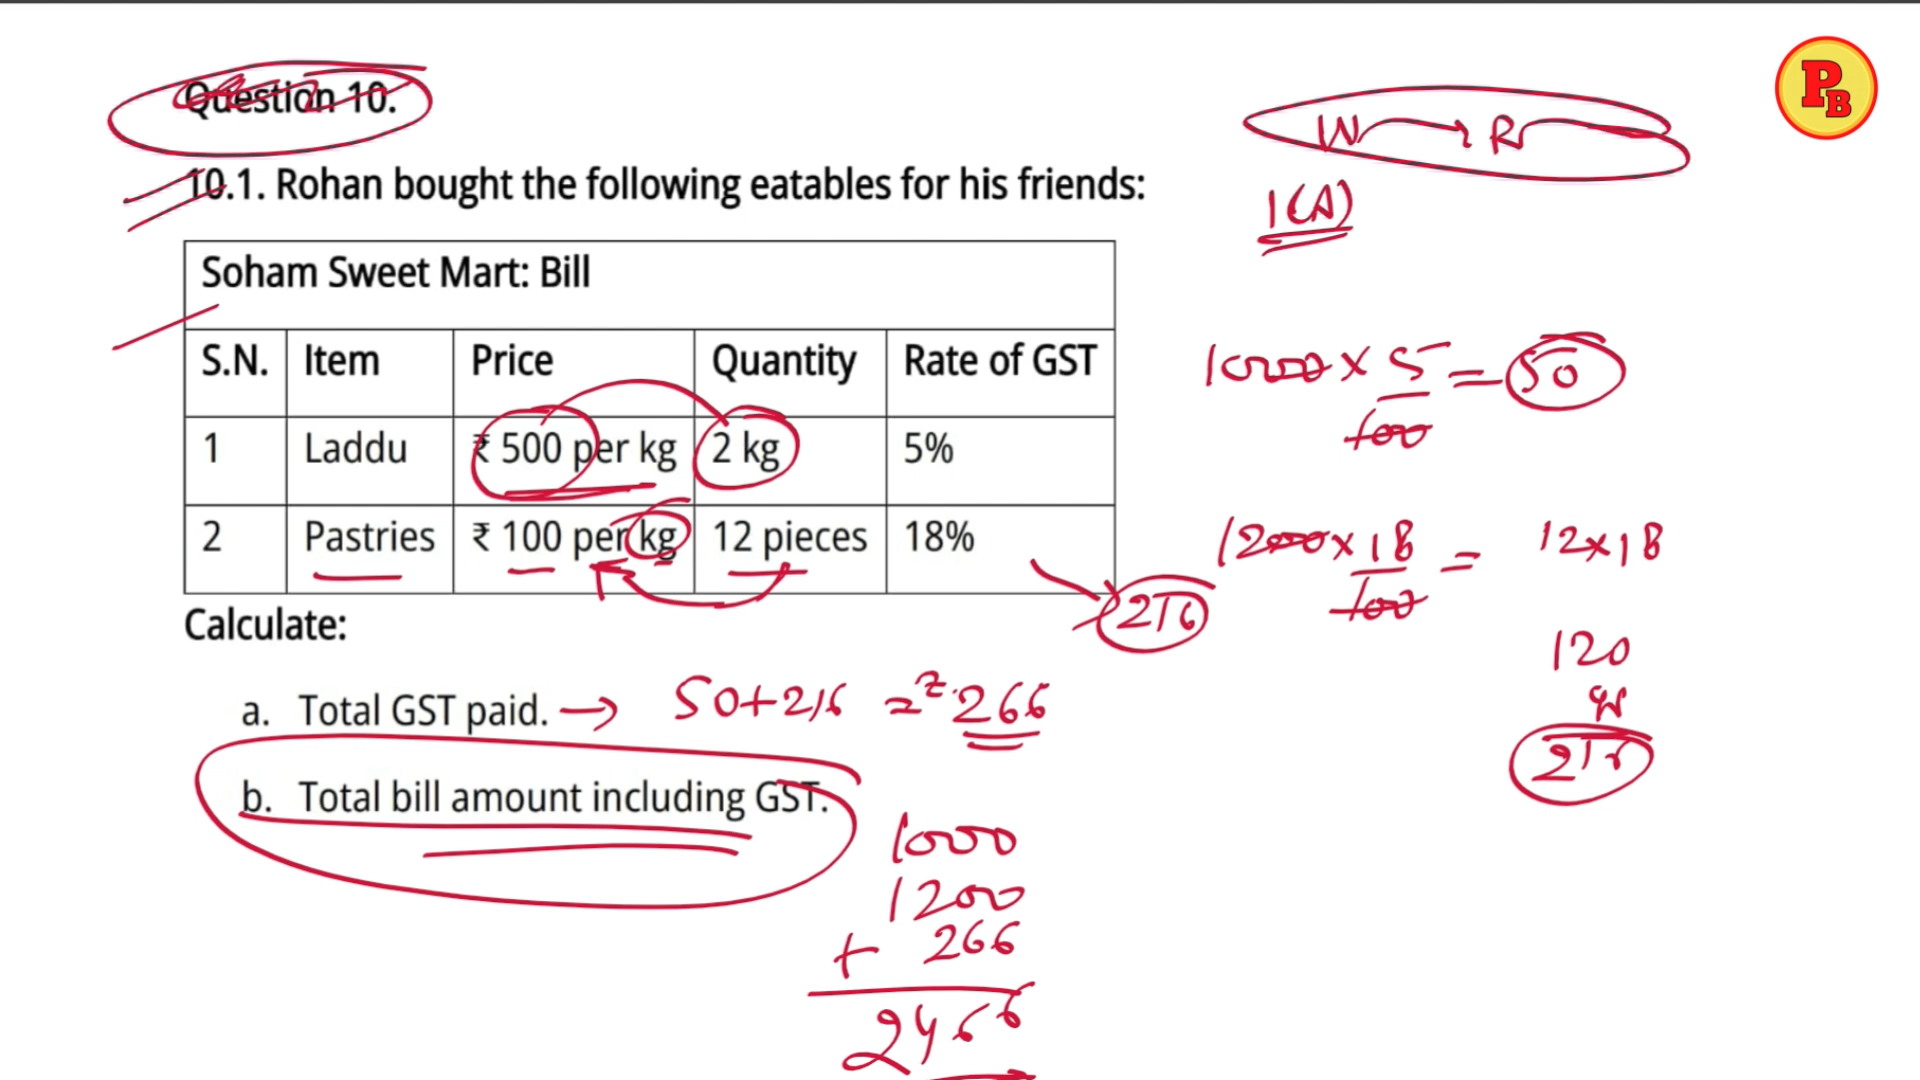 Question 10.
PB
W → R
10.1. Rohan bought the following eatables for his friends:
1(A)
Soham Sweet Mart: Bill
S.N. Item Price Quantity Rate of GST
1 Laddu ₹ 500 per kg 2 kg 5%
2 Pastries ₹ 100 per kg 12 pieces 18%
1000 × 5/100 = 50
1200 × 18/100 = 12×18
216
120
96
216
Calculate:
a. Total GST paid. → 50+216 = ₹ 266
b. Total bill amount including GST.
1000
1200
+ 266
2466